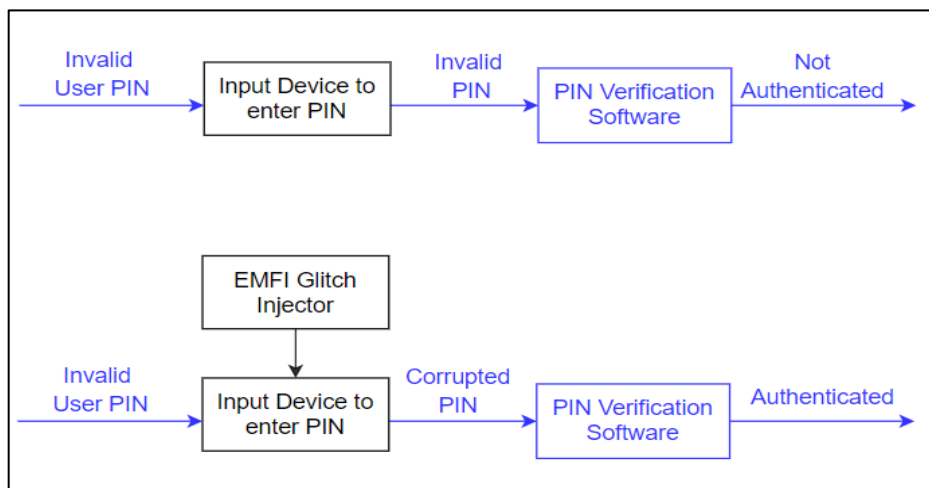 Invalid
User PIN
Input Device to
enter PIN
Invalid
PIN
PIN Verification
Software
Not
Authenticated
EMFI Glitch
Injector
Invalid
User PIN
Input Device to
enter PIN
Corrupted
PIN
PIN Verification
Software
Authenticated